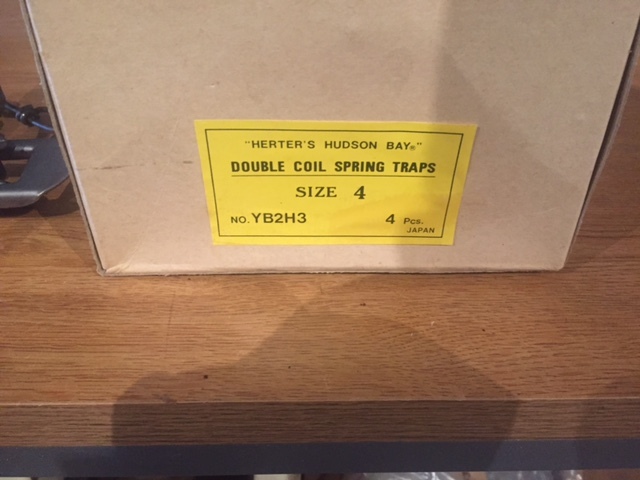 "HERTER'S HUDSON BAY®"
DOUBLE COIL SPRING TRAPS
SIZE 4
NO. YB2H3 4 Pcs.
JAPAN